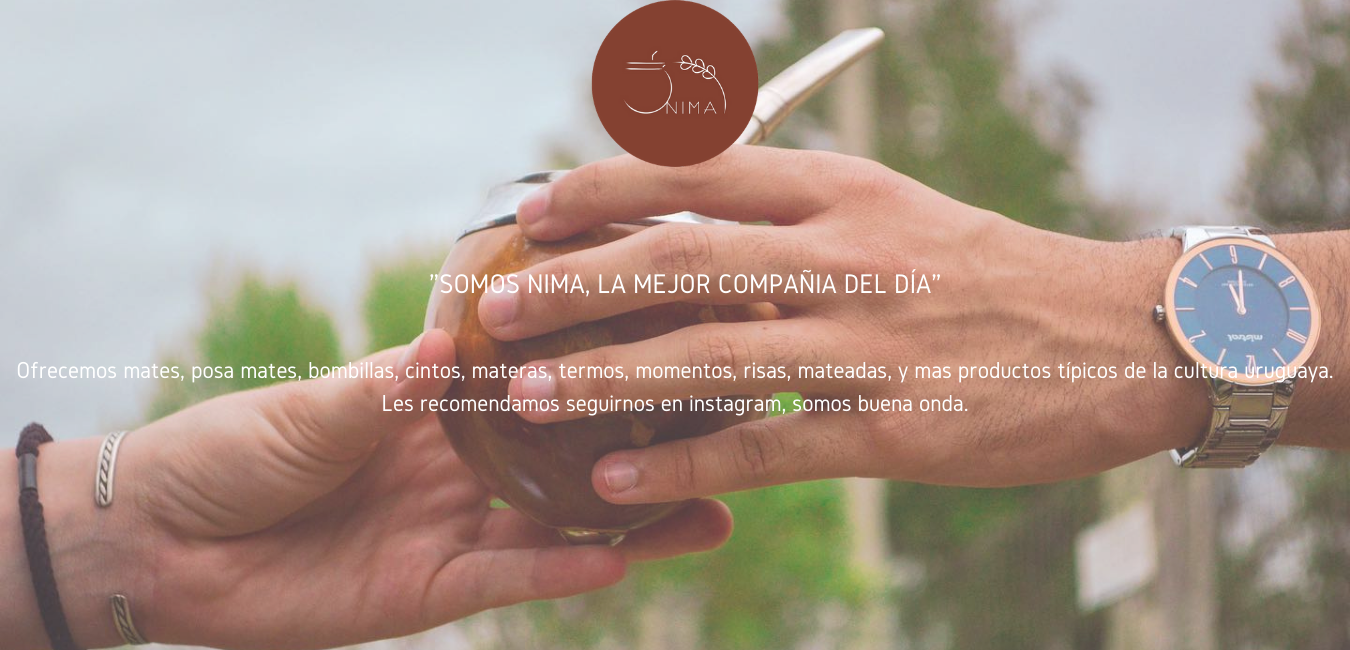 NIMA
"SOMOS NIMA, LA MEJOR COMPAÑIA DEL DÍA"
Ofrecemos mates, posa mates, bombillas, cintos, materas, termos, momentos, risas, mateadas, y mas productos típicos de la cultura uruguaya.
Les recomendamos seguirnos en instagram, somos buena onda.
mistral